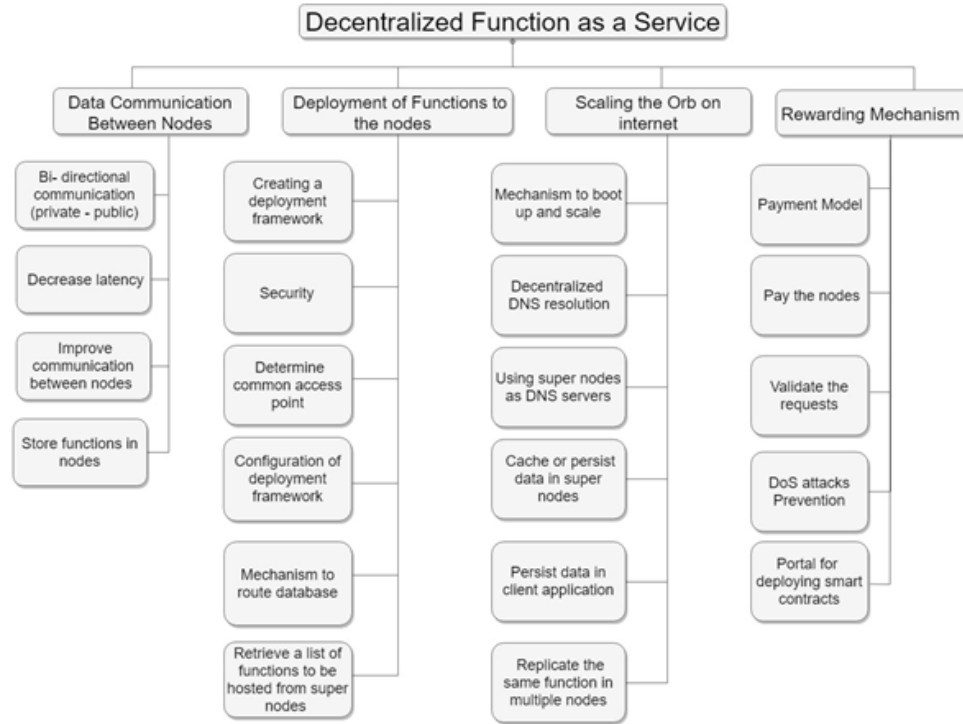 Decentralized Function as a Service
Data Communication
Between Nodes
Deployment of Functions to
the nodes
Scaling the Orb on
internet
Rewarding Mechanism
Bi- directional
communication
(private - public)
Decrease latency
Improve
communication
between nodes
Store functions in
nodes
Creating a
deployment
framework
Security
Determine
common access
point
Configuration of
deployment
framework
Mechanism to
route database
Retrieve a list of
functions to be
hosted from super
nodes
Mechanism to boot
up and scale
Decentralized
DNS resolution
Using super nodes
as DNS servers
Cache or persist
data in super
nodes
Persist data in
client application
Replicate the
same function in
multiple nodes
Payment Model
Pay the nodes
Validate the
requests
DoS attacks
Prevention
Portal for
deploying smart
contracts